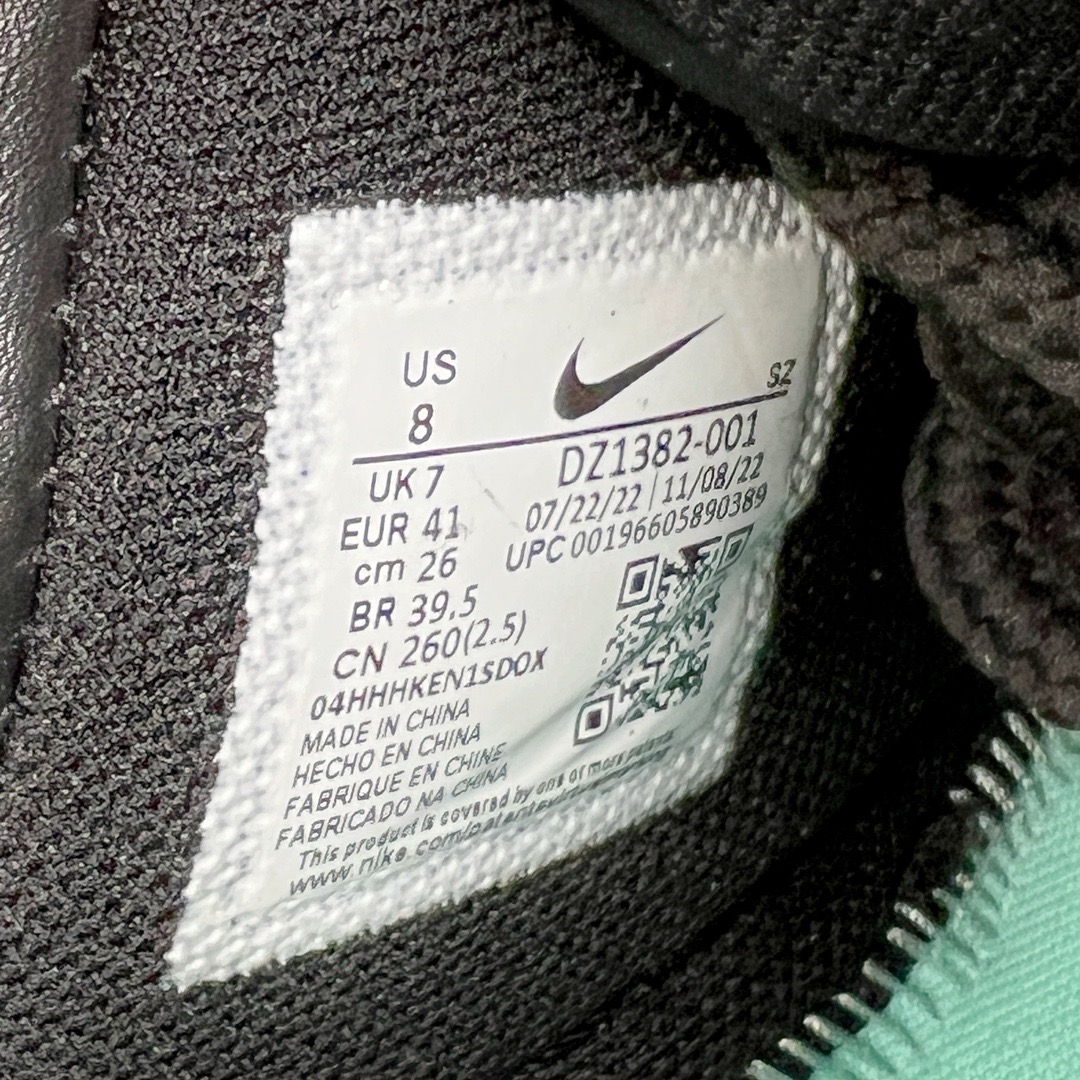 US
8
SZ
UK 7
DZ1382-001
EUR 41
07/22/22 | 11/08/22
cm 26
UPC 00196605890389
BR 39.5
CN 260(2.5)
04HHHKEN1SDOX
MADE IN CHINA
HECHO EN CHINA
FABRIQUE EN CHINE
FABRICADO NA CHINA
This product is covered by one or more patents
www.nike.com/patents